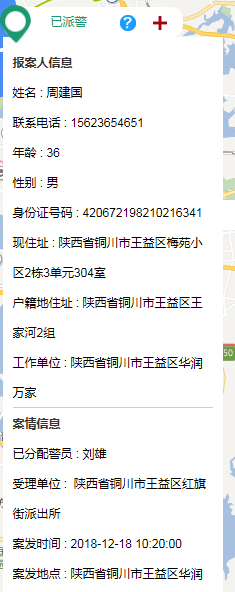 已派警
报案人信息
姓名 : 周建国
联系电话 : 15623654651
年龄 : 36
性别 : 男
身份证号码 : 420672198210216341
现住址 : 陕西省铜川市王益区梅苑小
区2栋3单元304室
户籍地住址 : 陕西省铜川市王益区王
家河2组
工作单位 : 陕西省铜川市王益区华润
万家
案情信息
已分配警员 : 刘雄
受理单位 : 陕西省铜川市王益区红旗
街派出所
案发时间 : 2018-12-18 10:20:00
案发地点 : 陕西省铜川市王益区华润
50